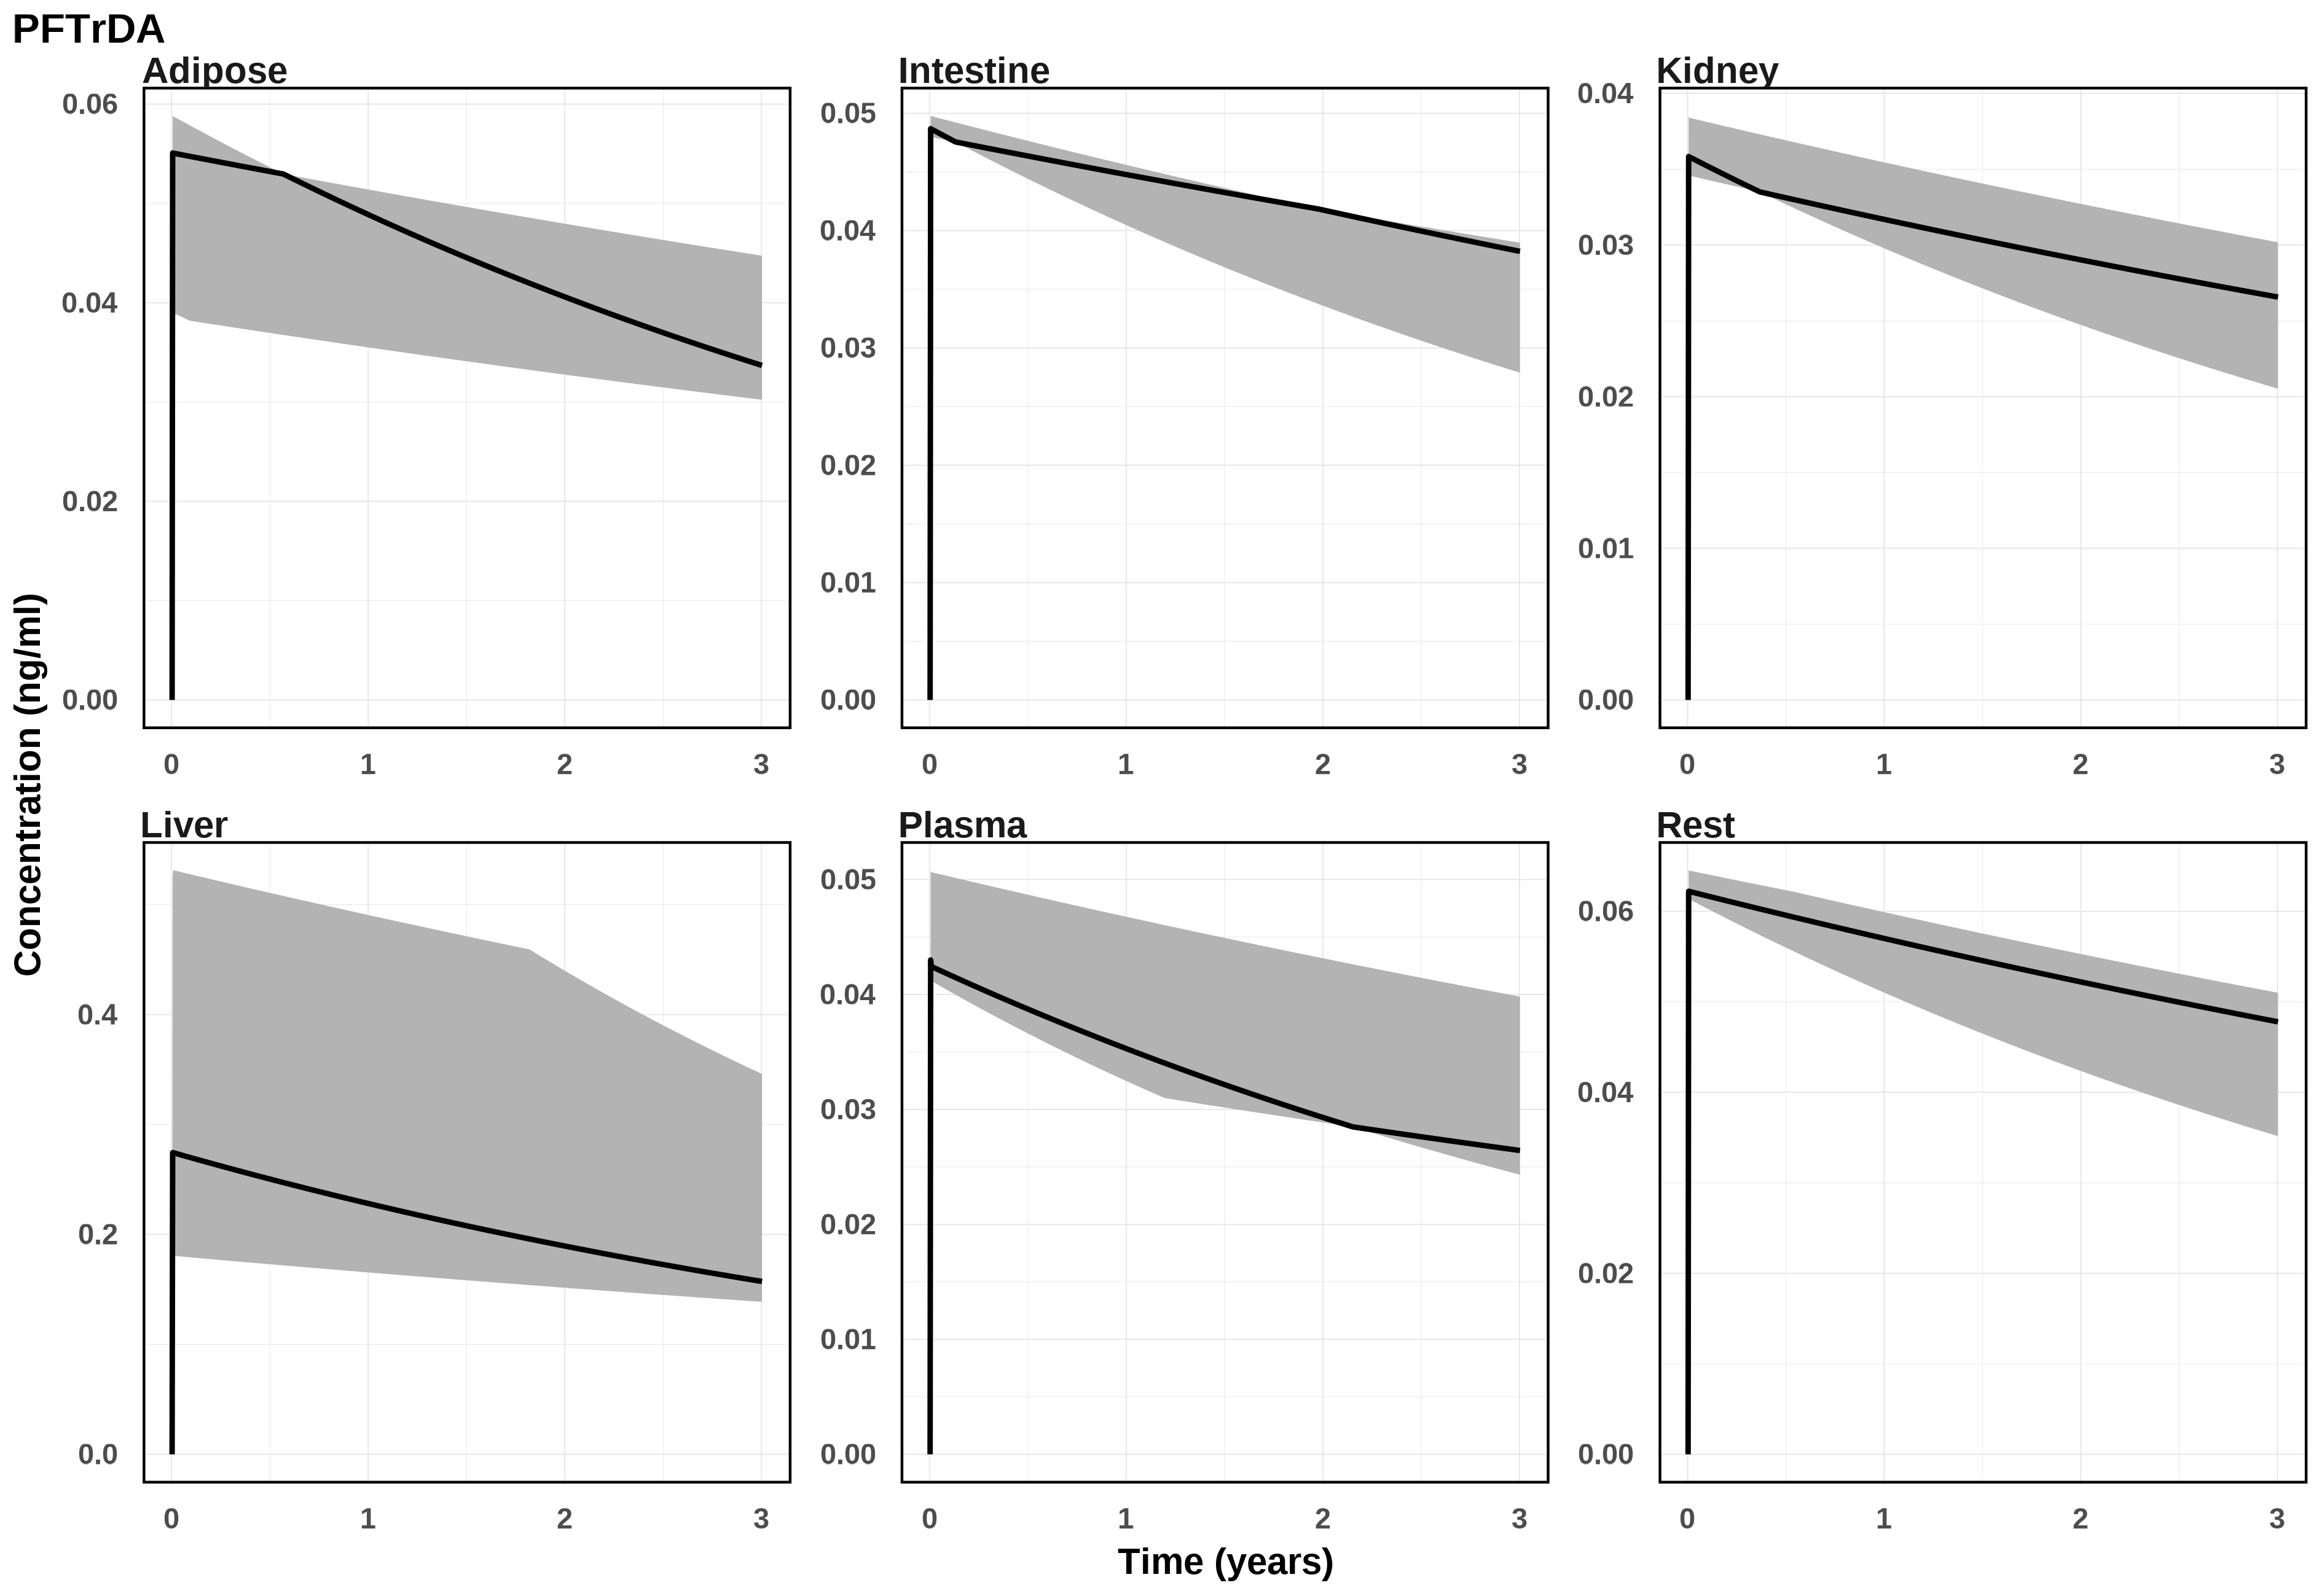 PFTrDA
Adipose Intestine Kidney
0.06 0.05 0.04
0.04 0.04 0.03
0.03 0.02
0.02 0.02 0.01
0.01
0.00 0.00 0.00
0 1 2 3 0 1 2 3 0 1 2 3
Concentration (ng/ml)
Liver Plasma Rest
0.4 0.05 0.06
0.04 0.04
0.03
0.2 0.02 0.02
0.01
0.0 0.00 0.00
0 1 2 3 0 1 2 3 0 1 2 3
Time (years)